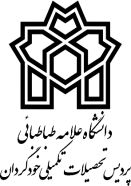 دانشگاه علامه طباطبائی
پردیس تحصیلات تکمیلی خودگردان